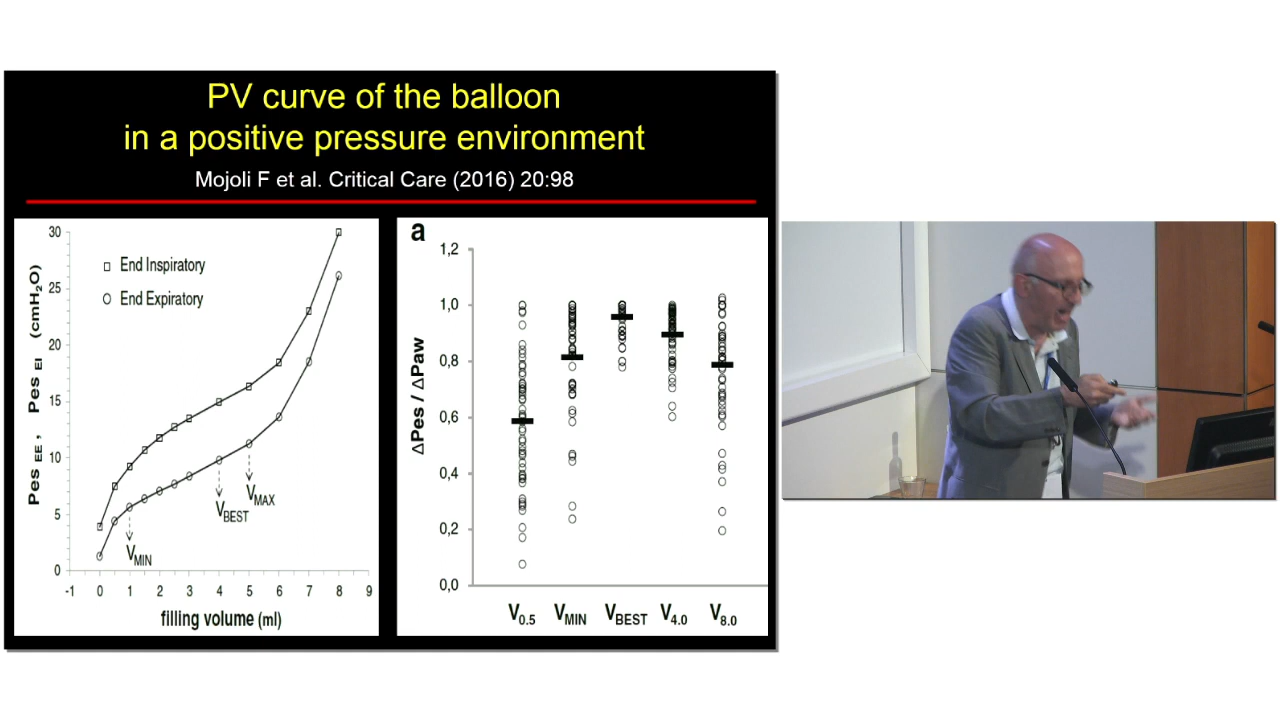 PV curve of the balloon
in a positive pressure environment
Mojoli F et al. Critical Care (2016) 20:98
30
25
20
15
10
5
0
Pes EE , Pes EI (cmH2O)
End Inspiratory
End Expiratory
VMIN
VBEST
VMAX
-1 0 1 2 3 4 5 6 7 8 9
filling volume (ml)
a
1,2
1,0
0,8
0,6
0,4
0,2
0,0
ΔPes / ΔPaw
V0.5 VMIN VBEST V4.0 V8.0